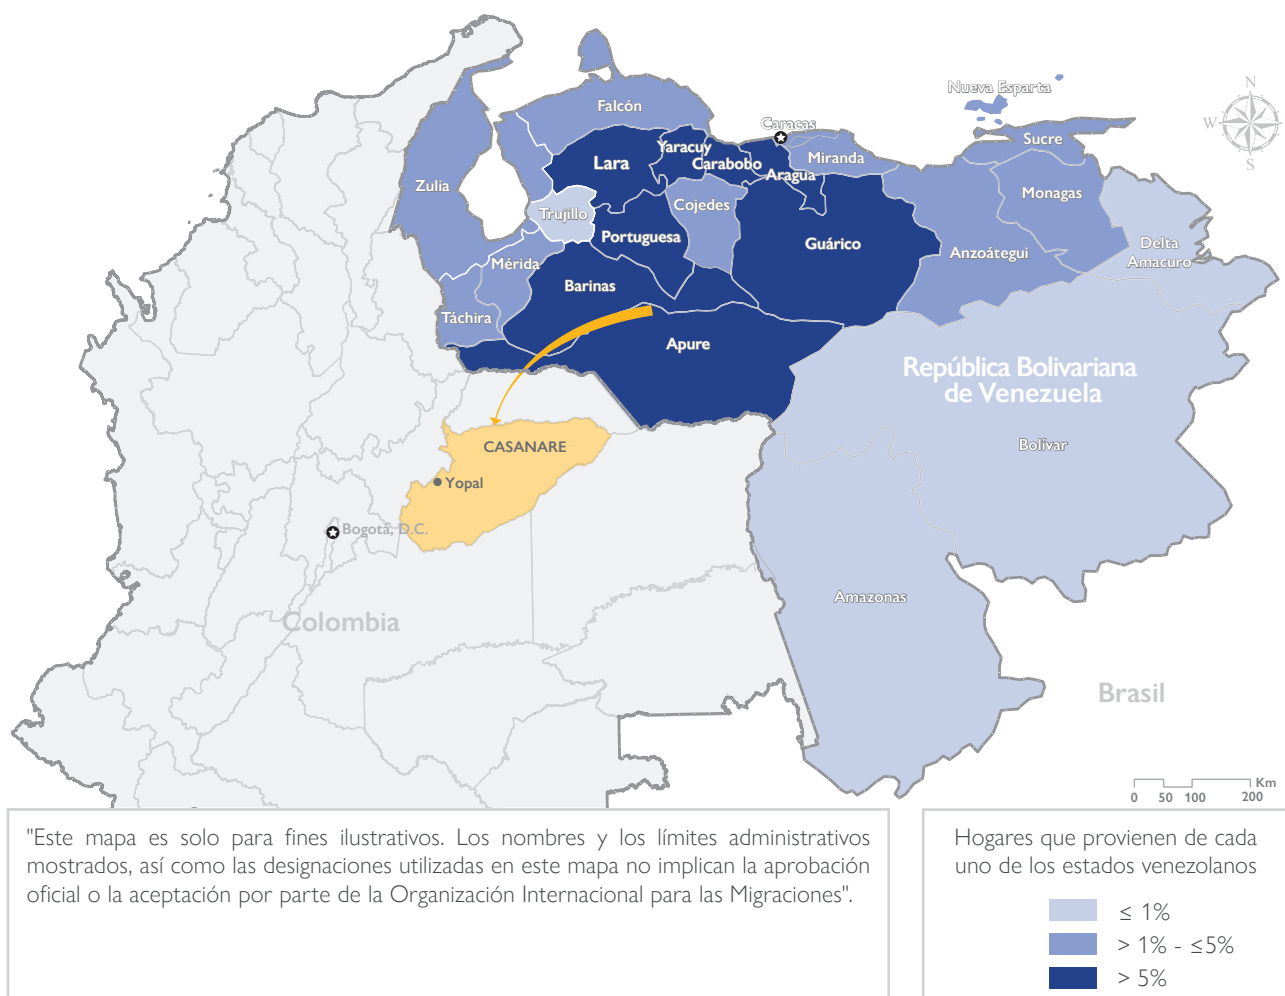 Nueva Esparta
N
W
E
S
Falcón
Caracas
Sucre
Yaracuy
Lara
Carabobo
Miranda
Aragua
Zulia
Monagas
Cojedes
Trujillo
Portuguesa
Guárico
Delta
Amacuro
Anzoátegui
Mérida
Barinas
Táchira
Apure
República Bolivariana
de Venezuela
CASANARE
Bolívar
Yopal
Bogotá, D.C.
Amazonas
Colombia
Brasil
Km
0 50 100 200
"Este mapa es solo para fines ilustrativos. Los nombres y los límites administrativos
mostrados, así como las designaciones utilizadas en este mapa no implican la aprobación
oficial o la aceptación por parte de la Organización Internacional para las Migraciones".
Hogares que provienen de cada
uno de los estados venezolanos
≤ 1%
> 1% - ≤5%
> 5%